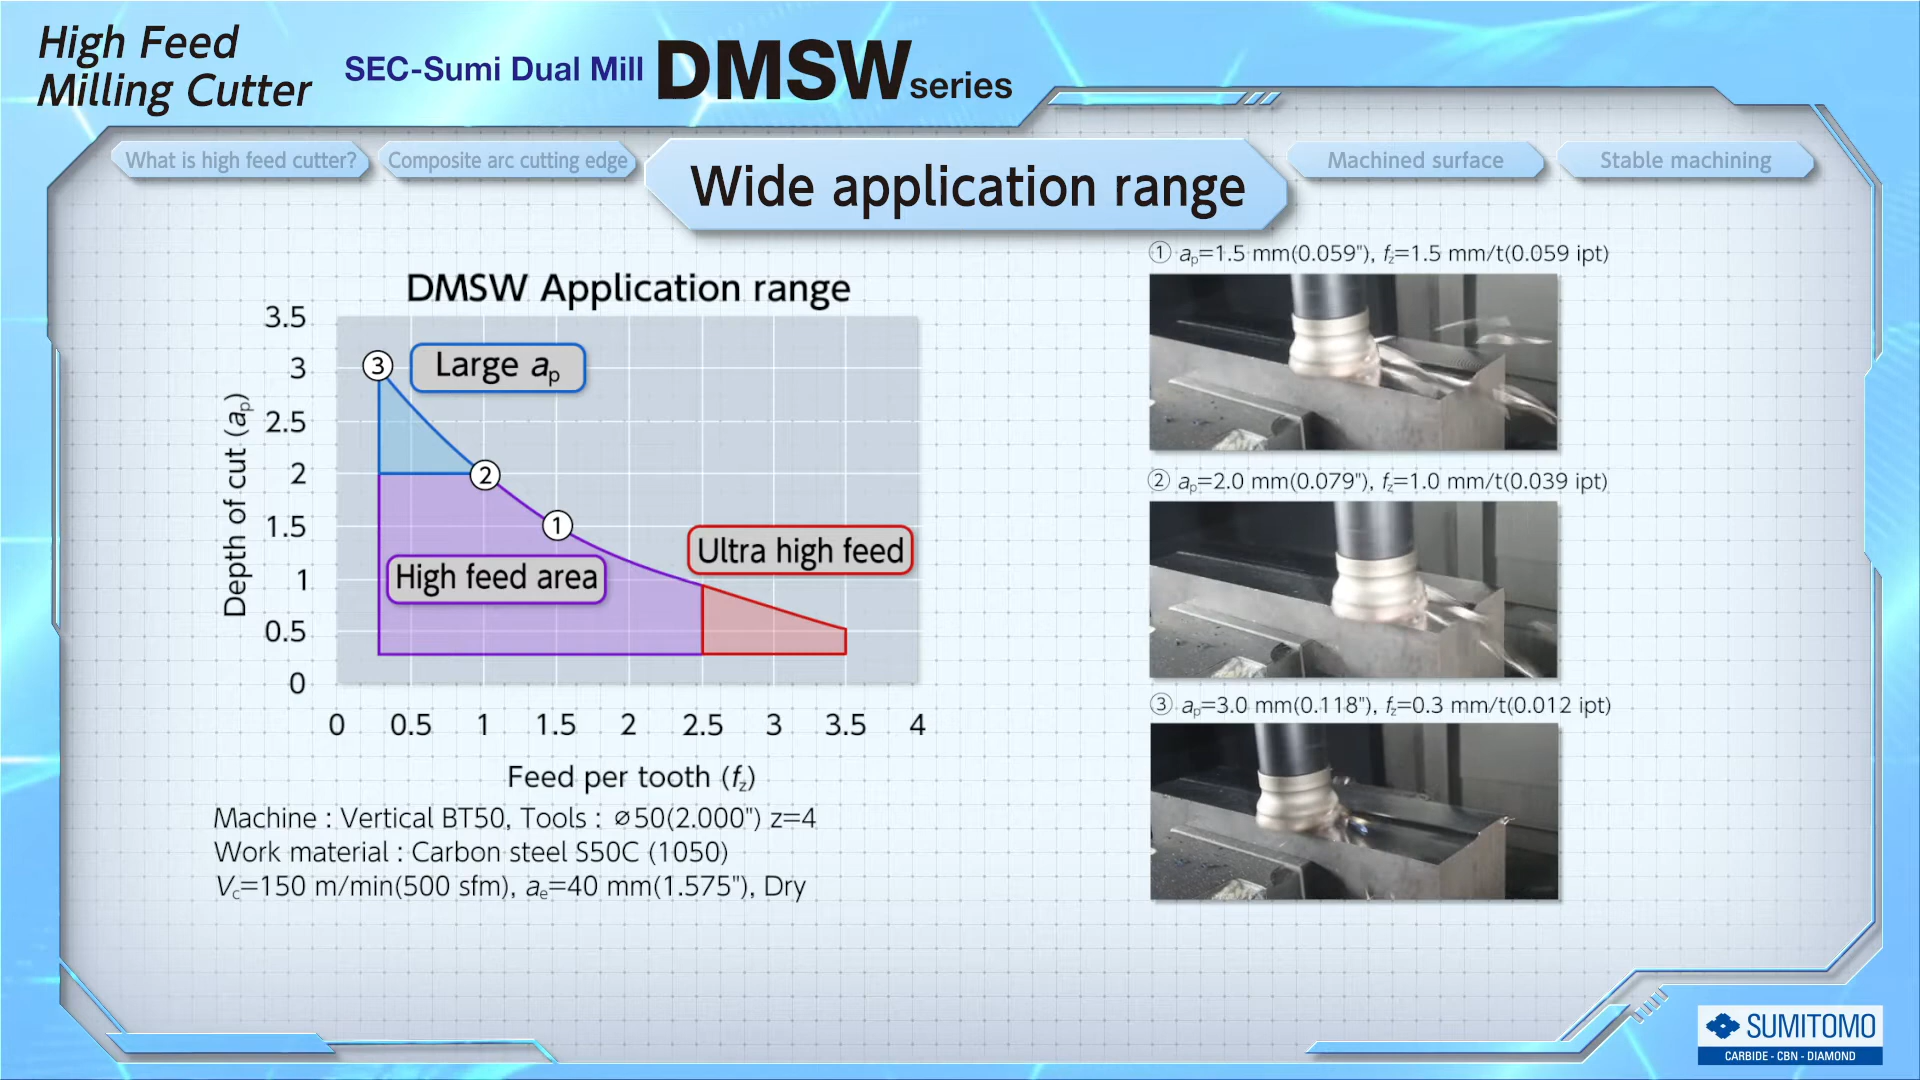 High Feed
Milling Cutter
SEC-Sumi Dual Mill DMSW series
What is high feed cutter?
Composite arc cutting edge
Wide application range
Machined surface
Stable machining
DMSW Application range
3.5
3
2.5
2
1.5
1
0.5
0
Depth of cut (ap)
③
Large ap
②
①
Ultra high feed
High feed area
0 0.5 1 1.5 2 2.5 3 3.5 4
Feed per tooth (fz)
Machine : Vertical BT50, Tools : ⌀50(2.000") z=4
Work material : Carbon steel S50C (1050)
Vc=150 m/min(500 sfm), ae=40 mm(1.575"), Dry
① ap=1.5 mm(0.059"), fz=1.5 mm/t(0.059 ipt)
② ap=2.0 mm(0.079"), fz=1.0 mm/t(0.039 ipt)
③ ap=3.0 mm(0.118"), fz=0.3 mm/t(0.012 ipt)
SUMITOMO
CARBIDE - CBN - DIAMOND